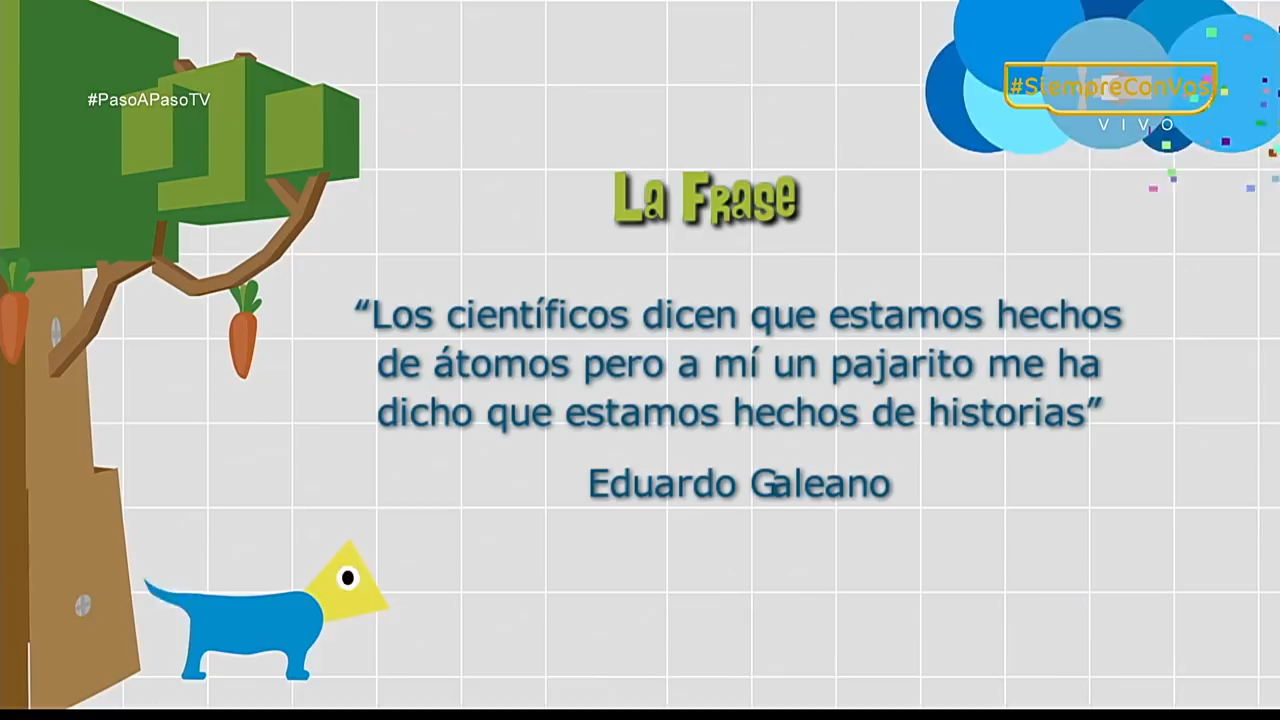 #PasoAPasoTV
#SiempreConVos
VIVO
La Frase
“Los científicos dicen que estamos hechos
de átomos pero a mí un pajarito me ha
dicho que estamos hechos de historias”
Eduardo Galeano